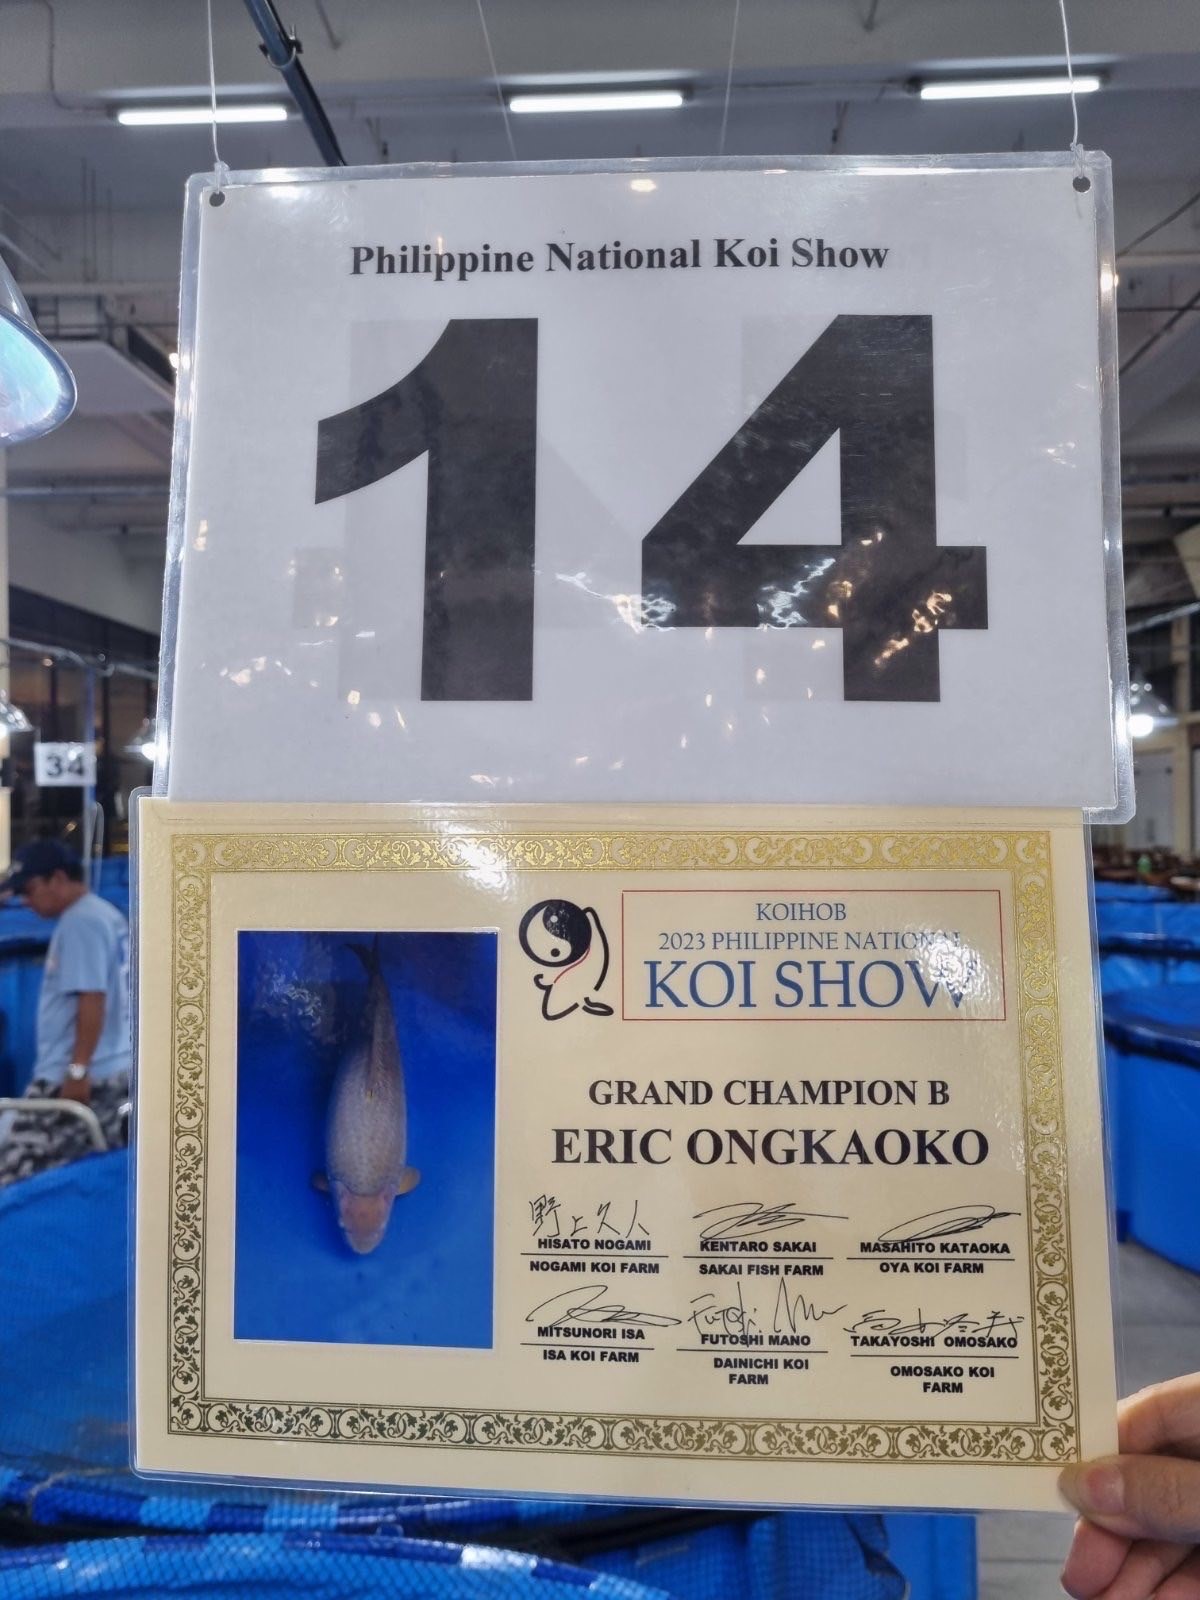 Philippine National Koi Show
14
34
KOIHOB
2023 PHILIPPINE NATIONAL
KOI SHOW
GRAND CHAMPION B
ERIC ONGKAOKO
野上久人
HISATO NOGAMI
NOGAMI KOI FARM
KENTARO SAKAI
SAKAI FISH FARM
MASAHITO KATAOKA
OYA KOI FARM
MITSUNORI ISA
ISA KOI FARM
FUTOSHI MANO
DAINICHI KOI
FARM
TAKAYOSHI OMOSAKO
OMOSAKO KOI
FARM